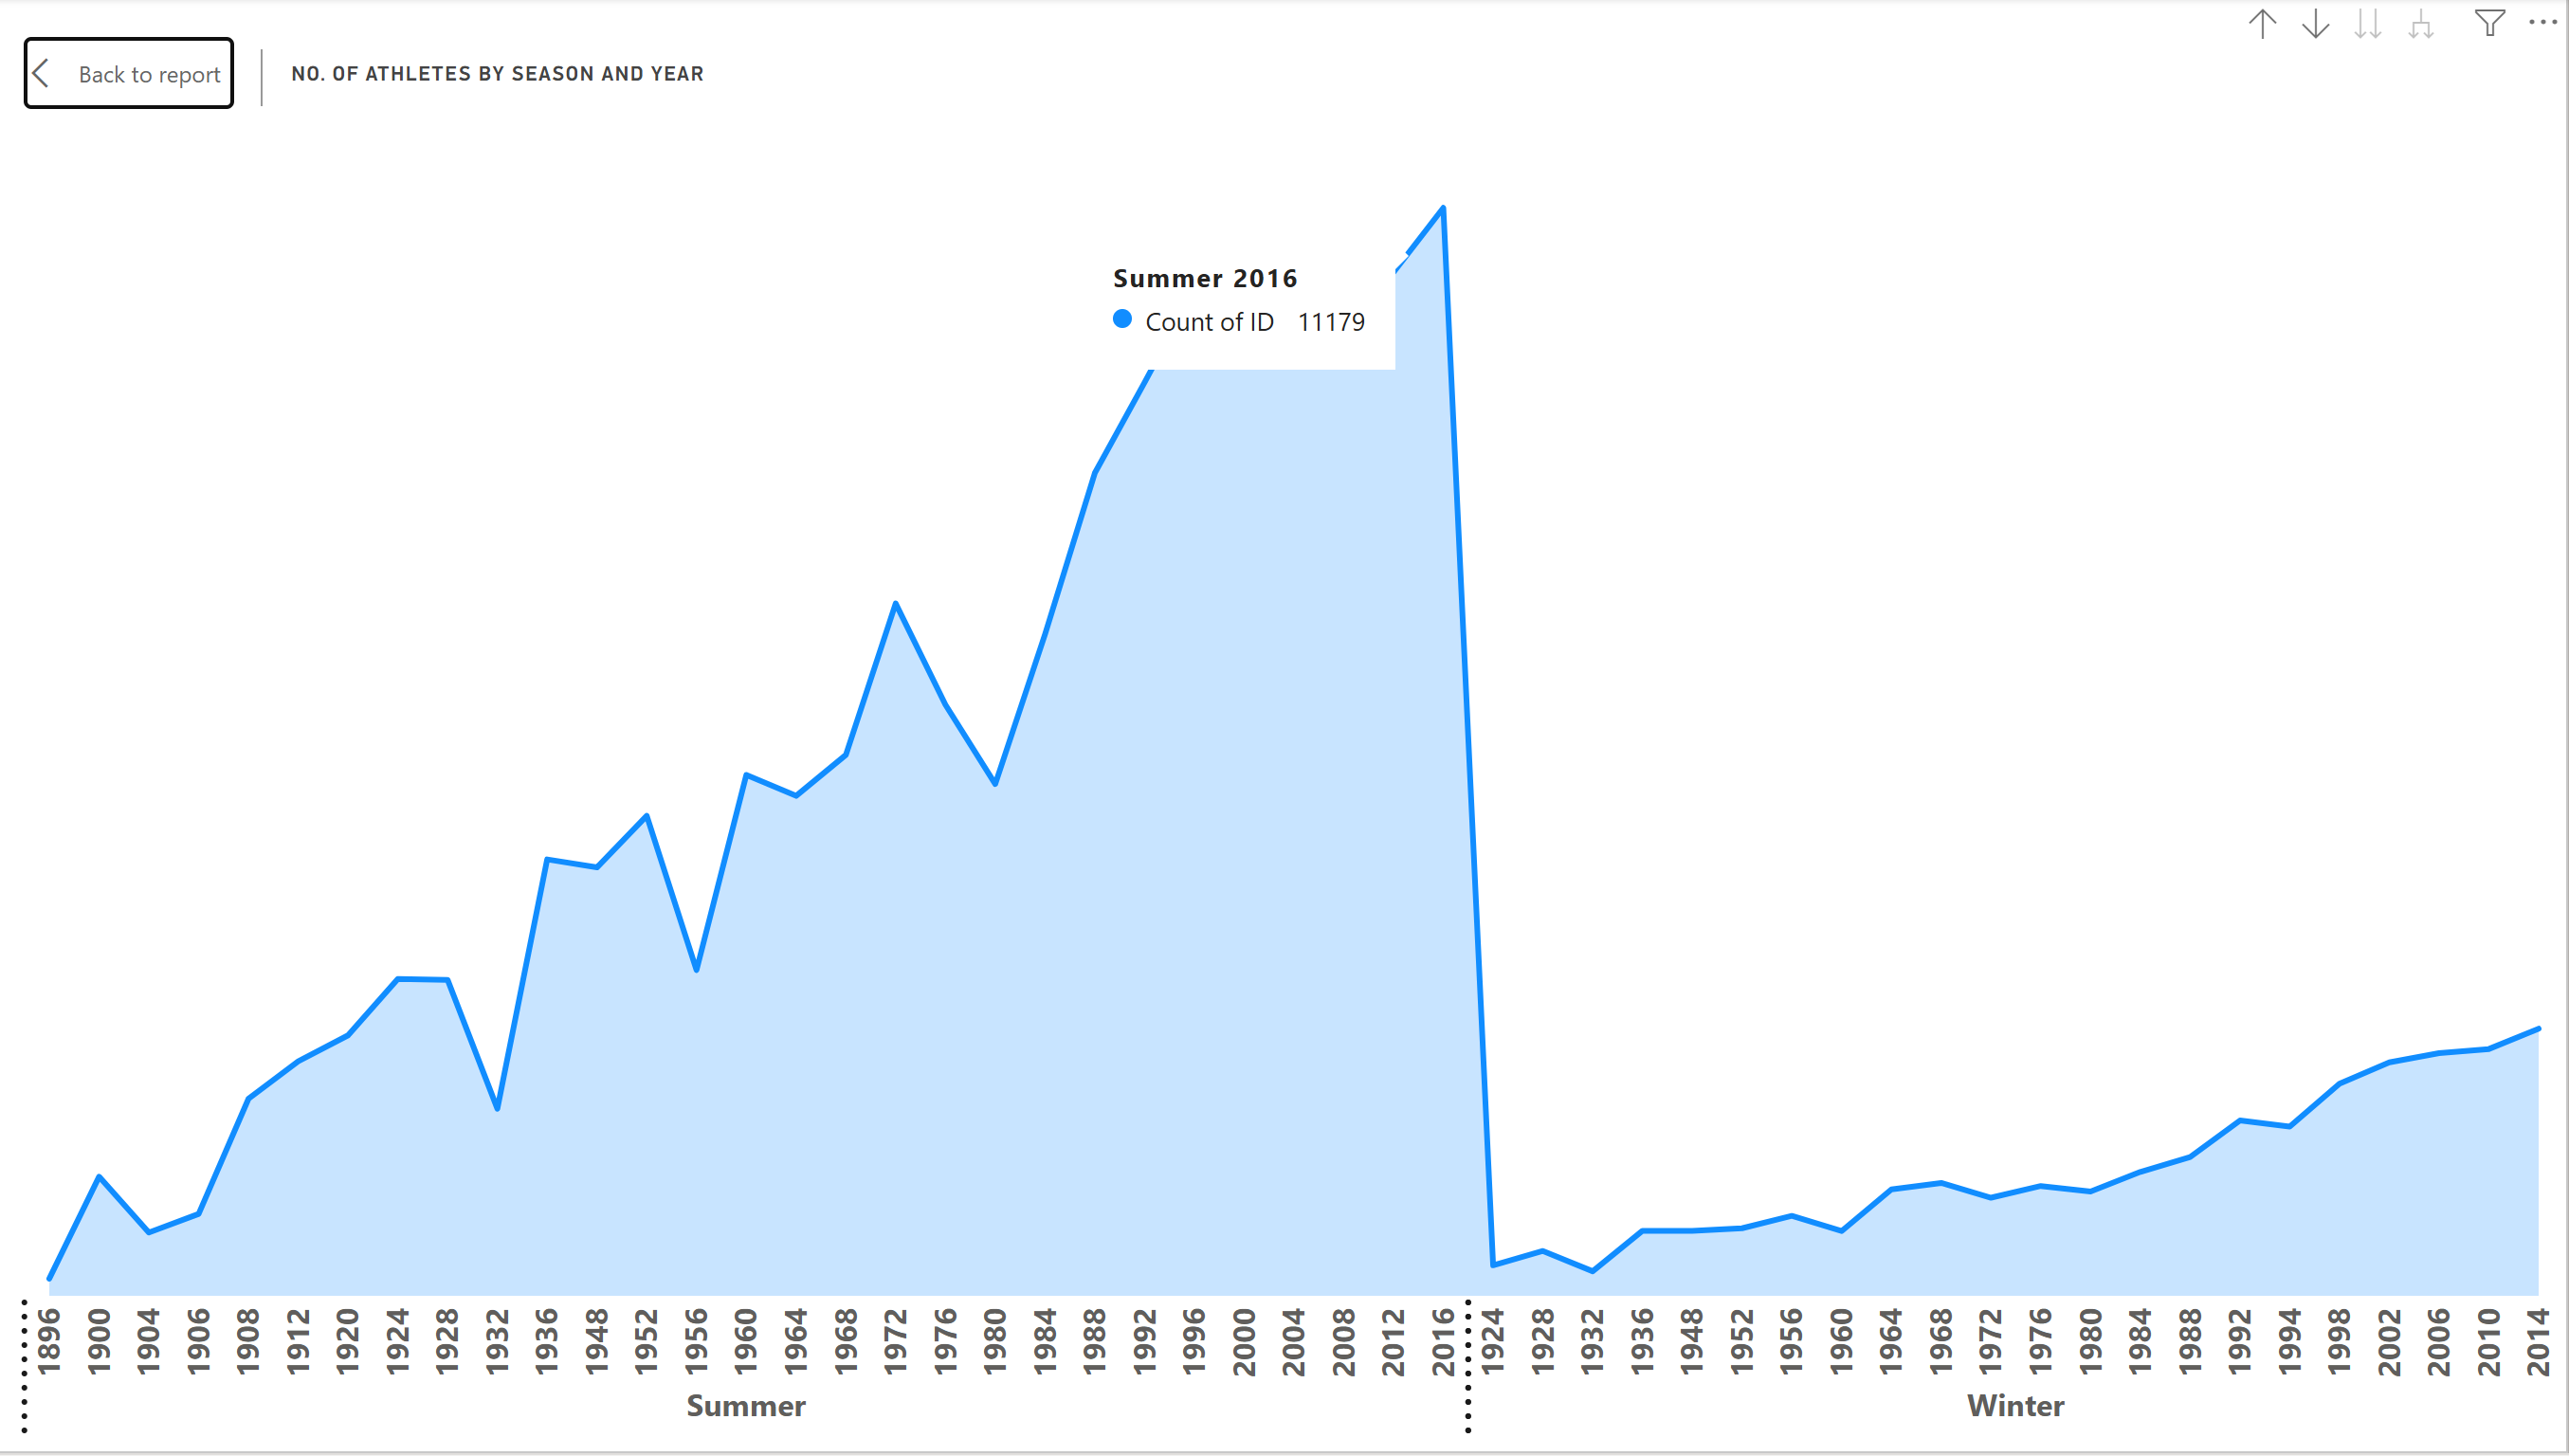 Back to report
NO. OF ATHLETES BY SEASON AND YEAR
Summer 2016
Count of ID 11179
1896 1900 1904 1906 1908 1912 1920 1924 1928 1932 1936 1948 1952 1956 1960 1964 1968 1972 1976 1980 1984 1988 1992 1996 2000 2004 2008 2012 2016 1924 1928 1932 1936 1948 1952 1956 1960 1964 1968 1972 1976 1980 1984 1988 1992 1994 1998 2002 2006 2010 2014
Summer Winter